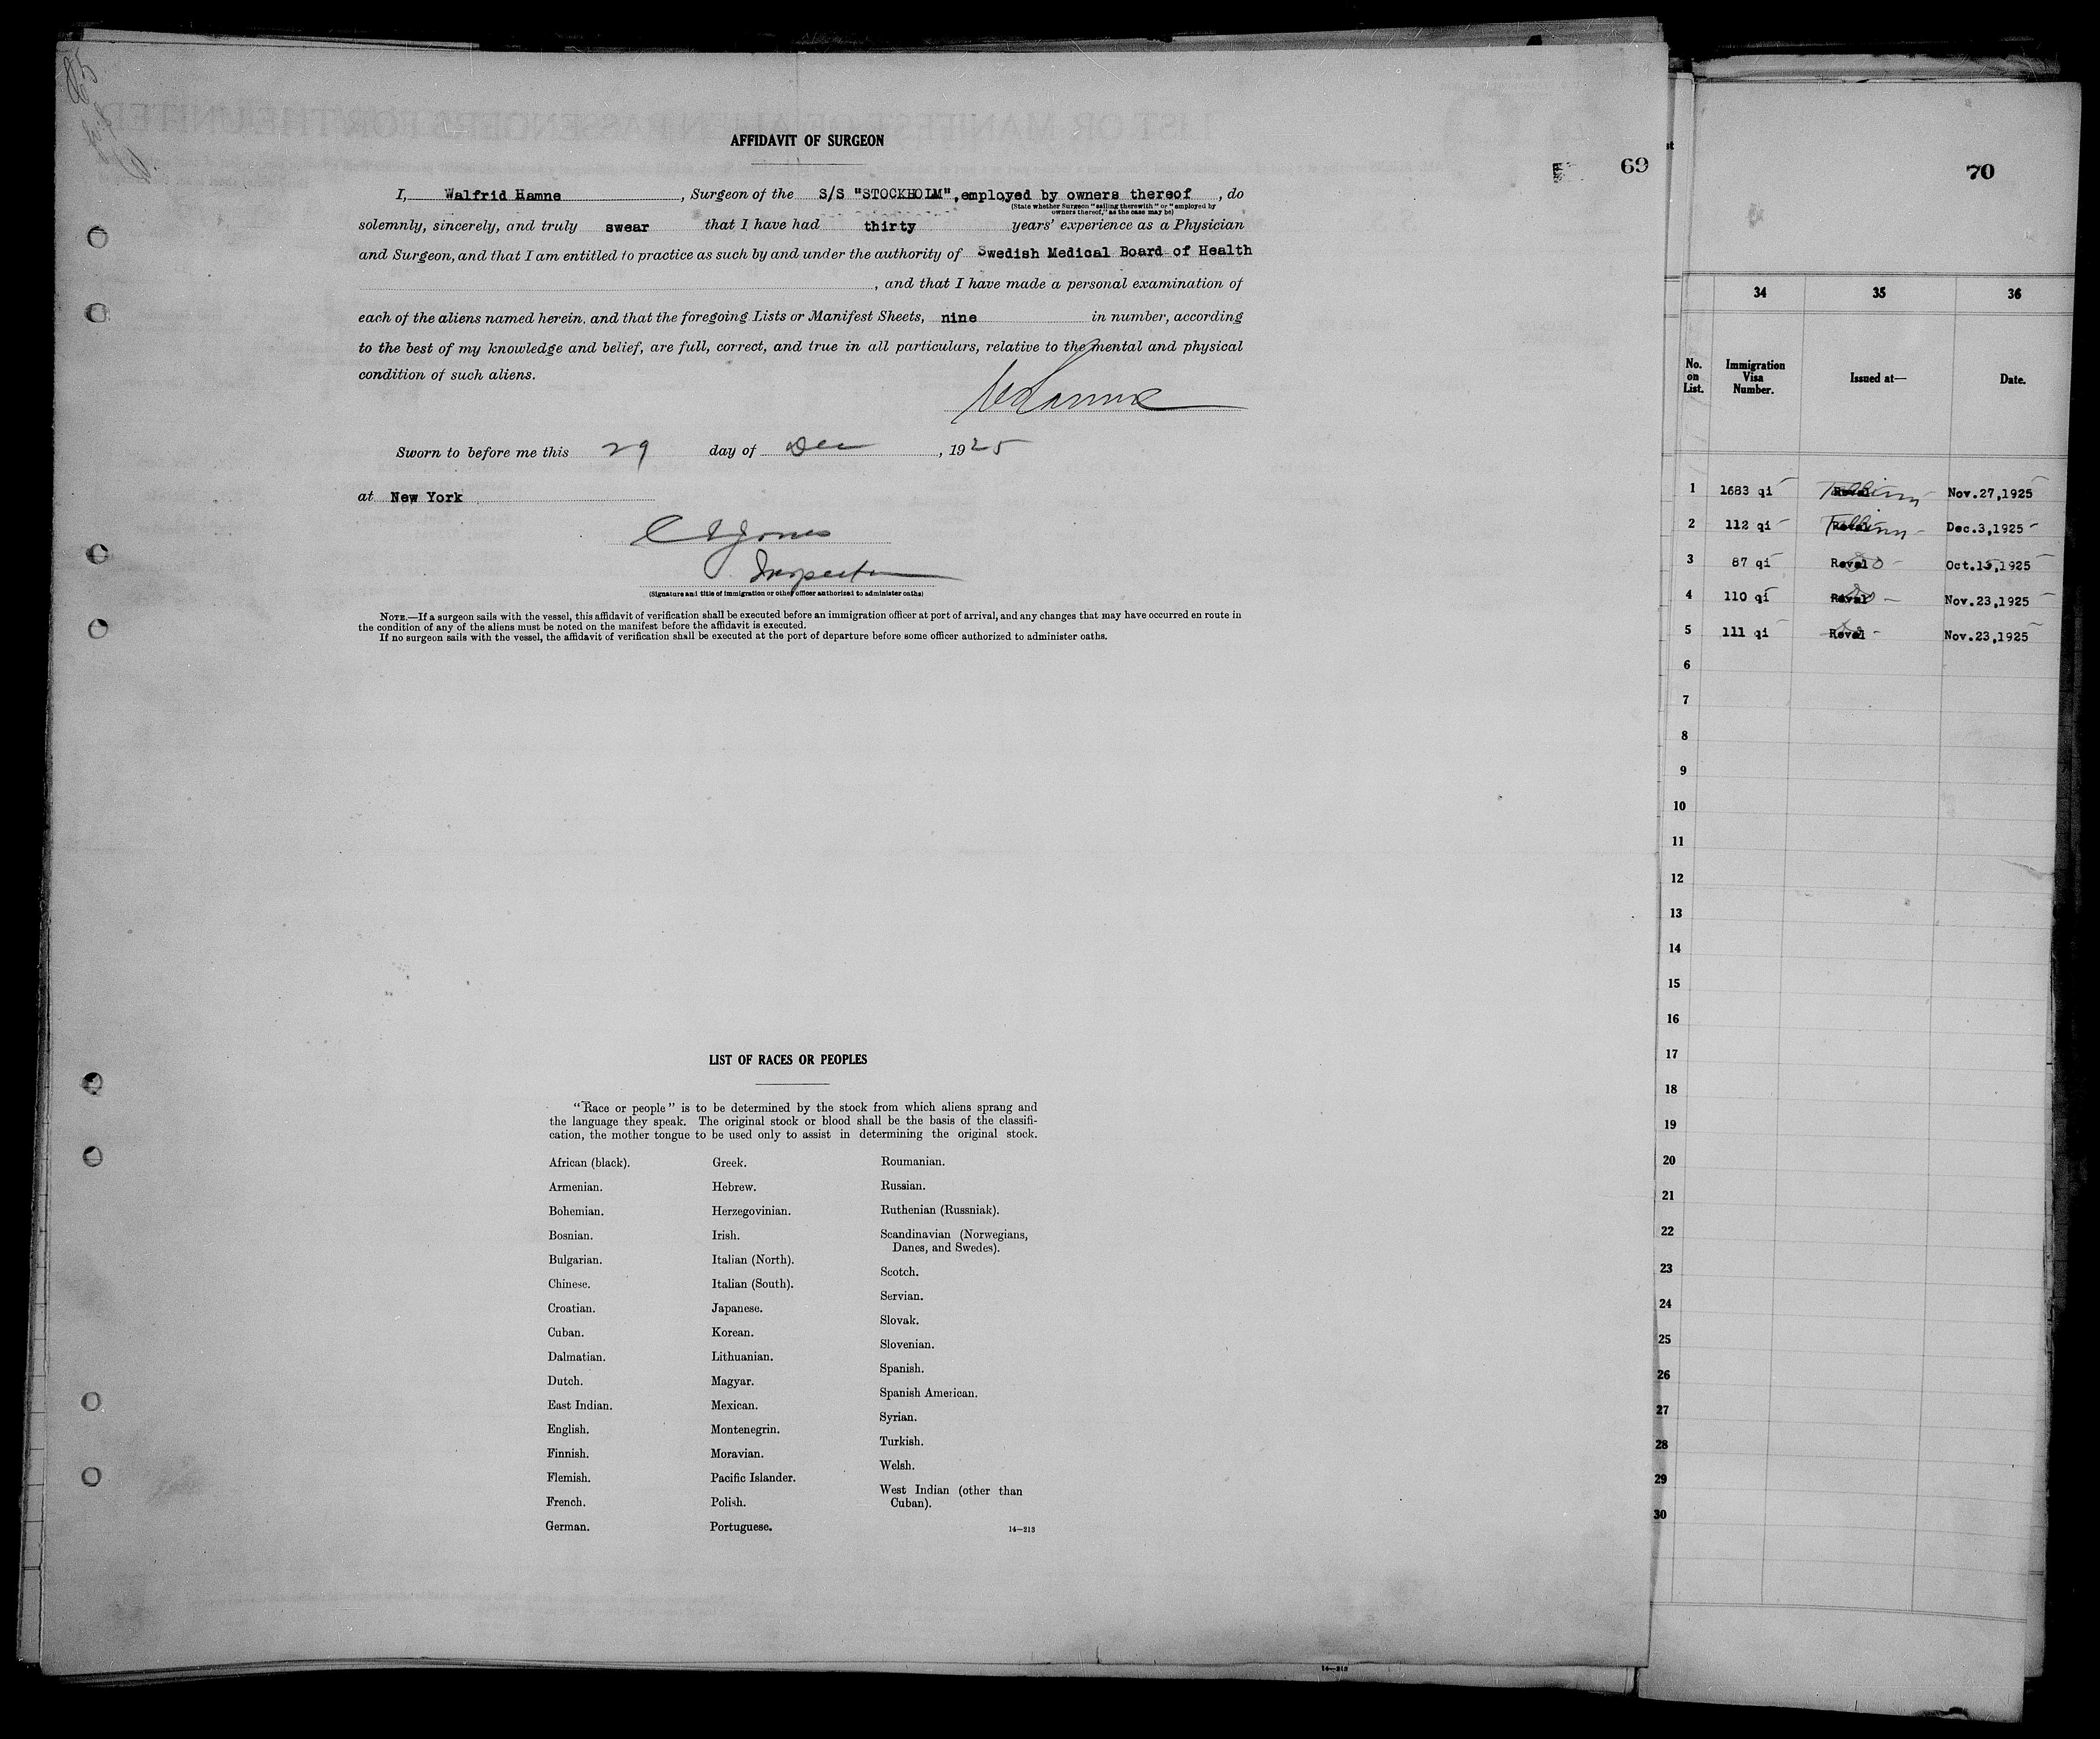 AFFIDAVIT OF SURGEON
69
I, Walfrid Hamne, Surgeon of the S/S "STOCKHOLM", employed by owners thereof, do
(State whether Surgeon "sailing therewith" or "employed by
owners thereof," as the case may be)
solemnly, sincerely, and truly swear that I have had thirty years' experience as a Physician
and Surgeon, and that I am entitled to practice as such by and under the authority of Swedish Medical Board of Health
, and that I have made a personal examination of
each of the aliens named herein, and that the foregoing Lists or Manifest Sheets, nine in number, according
to the best of my knowledge and belief, are full, correct, and true in all particulars, relative to the mental and physical
condition of such aliens.
WHamne
Sworn to before me this 29 day of Dec, 1925
at New York
Jones
Inspector
(Signature and title of immigration or other officer authorized to administer oaths)
NOTE.—If a surgeon sails with the vessel, this affidavit of verification shall be executed before an immigration officer at port of arrival, and any changes that may have occurred en route in
the condition of any of the aliens must be noted on the manifest before the affidavit is executed.
If no surgeon sails with the vessel, the affidavit of verification shall be executed at the port of departure before some officer authorized to administer oaths.
LIST OF RACES OR PEOPLES
"Race or people" is to be determined by the stock from which aliens sprang and
the language they speak. The original stock or blood shall be the basis of the classifi-
cation, the mother tongue to be used only to assist in determining the original stock.
African (black).
Armenian.
Bohemian.
Bosnian.
Bulgarian.
Chinese.
Croatian.
Cuban.
Dalmatian.
Dutch.
East Indian.
English.
Finnish.
Flemish.
French.
German.
Greek.
Hebrew.
Herzegovinian.
Irish.
Italian (North).
Italian (South).
Japanese.
Korean.
Lithuanian.
Magyar.
Mexican.
Montenegrin.
Moravian.
Pacific Islander.
Polish.
Portuguese.
Roumanian.
Russian.
Ruthenian (Russniak).
Scandinavian (Norwegians,
Danes, and Swedes).
Scotch.
Servian.
Slovak.
Slovenian.
Spanish.
Spanish American.
Syrian.
Turkish.
Welsh.
West Indian (other than
Cuban).
14—213
14—213
70
34 35 36
No. on List. Immigration Visa Number. Issued at— Date.
1 1683 qi Reval Nov.27,1925
2 112 qi Reval Dec.3,1925
3 87 qi Reval Oct.15,1925
4 110 qi Reval Nov.23,1925
5 111 qi Reval Nov.23,1925
6
7
8
9
10
11
12
13
14
15
16
17
18
19
20
21
22
23
24
25
26
27
28
29
30